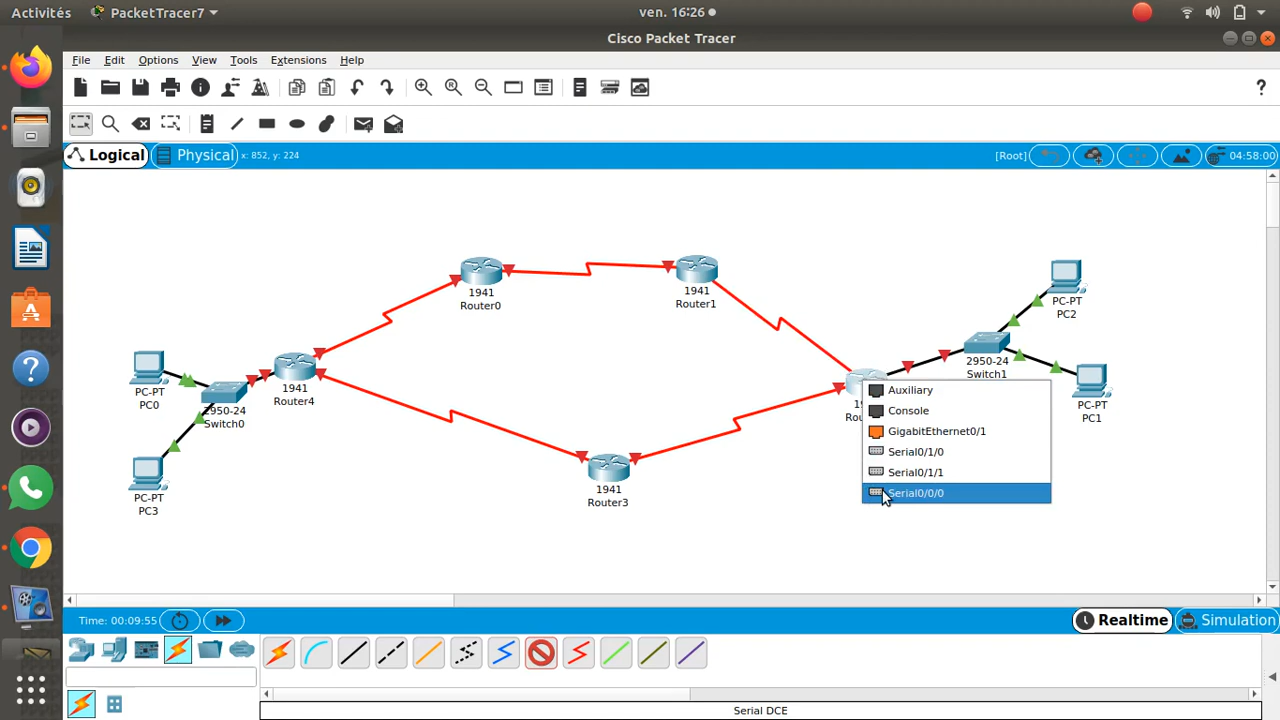 Activités
PacketTracer7
ven. 16:26
Cisco Packet Tracer
File Edit Options View Tools Extensions Help
?
Logical
Physical
x: 852, y: 224
[Root]
04:58:00
1941
Router0
1941
Router1
PC-PT
PC2
2950-24
Switch1
PC-PT
PC1
PC-PT
PC0
2950-24
Switch0
1941
Router4
PC-PT
PC3
1941
Router3
Auxiliary
Console
GigabitEthernet0/1
Serial0/1/0
Serial0/1/1
Serial0/0/0
Time: 00:09:55
Realtime
Simulation
Serial DCE